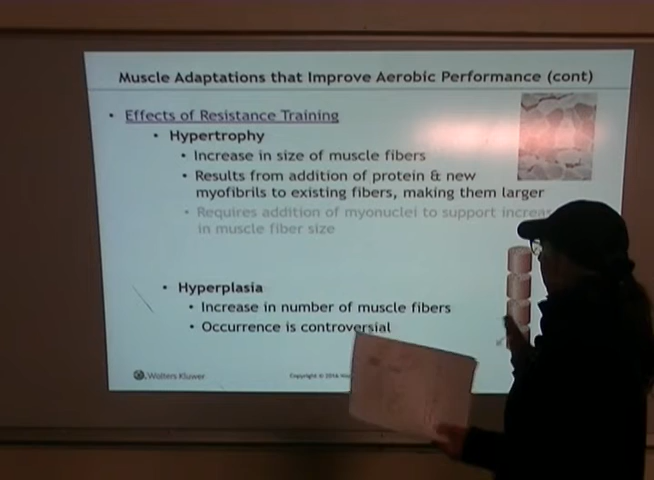 Muscle Adaptations that Improve Aerobic Performance (cont)
• Effects of Resistance Training
• Hypertrophy
• Increase in size of muscle fibers
• Results from addition of protein & new
myofibrils to existing fibers, making them larger
• Requires addition of myonuclei to support
in muscle fiber size
• Hyperplasia
• Increase in number of muscle fibers
• Occurrence is controversial
Wolters Kluwer
Copyright ©